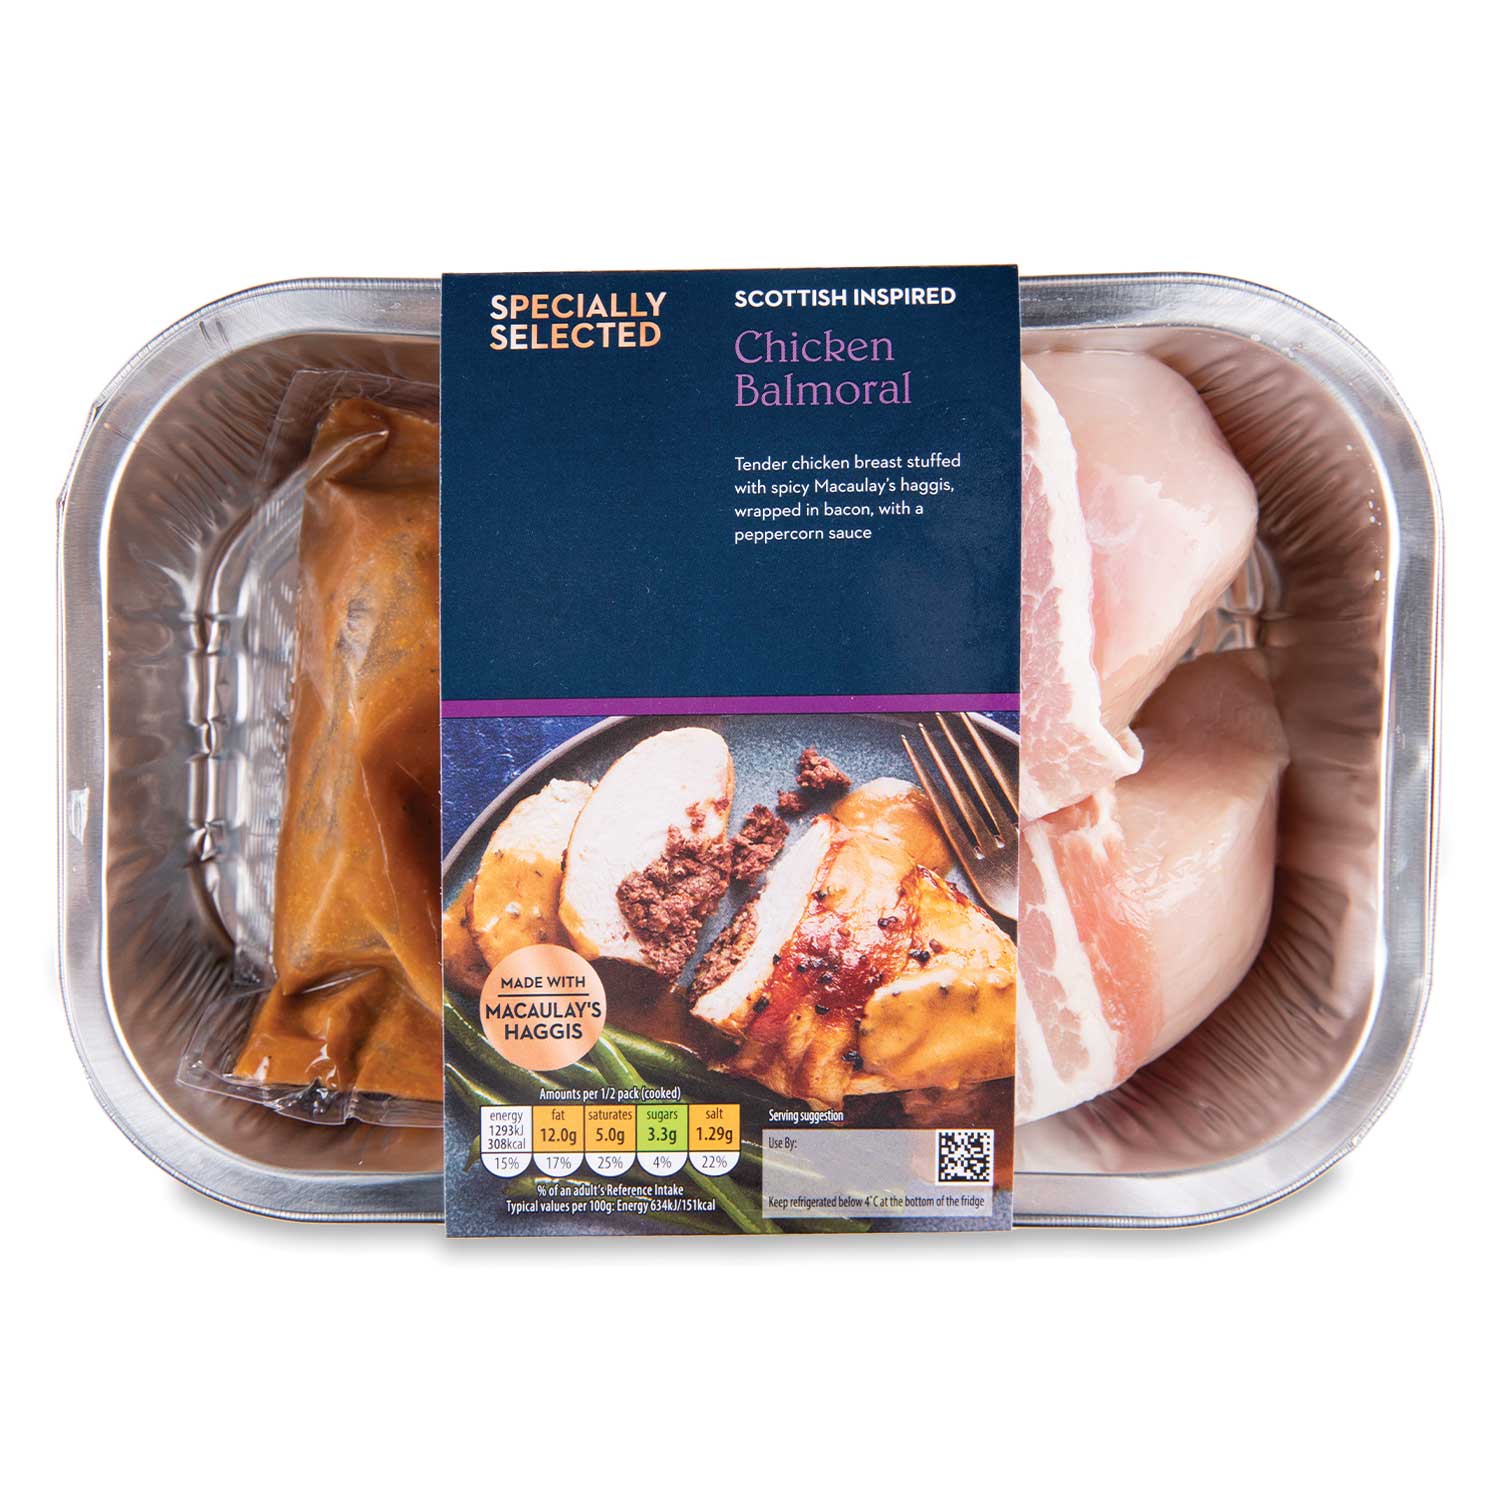 SPECIALLY
SELECTED
SCOTTISH INSPIRED
Chicken
Balmoral
Tender chicken breast stuffed
with spicy Macaulay's haggis,
wrapped in bacon, with a
peppercorn sauce
MADE WITH
MACAULAY'S
HAGGIS
Amounts per 1/2 pack (cooked)
energy fat saturates sugars salt
1293kJ
308kcal 12.0g 5.0g 3.3g 1.29g
15% 17% 25% 4% 22%
% of an adult's Reference Intake
Typical values per 100g: Energy 634kJ/151kcal
Serving suggestion
Use By:
Keep refrigerated below 4°C at the bottom of the fridge